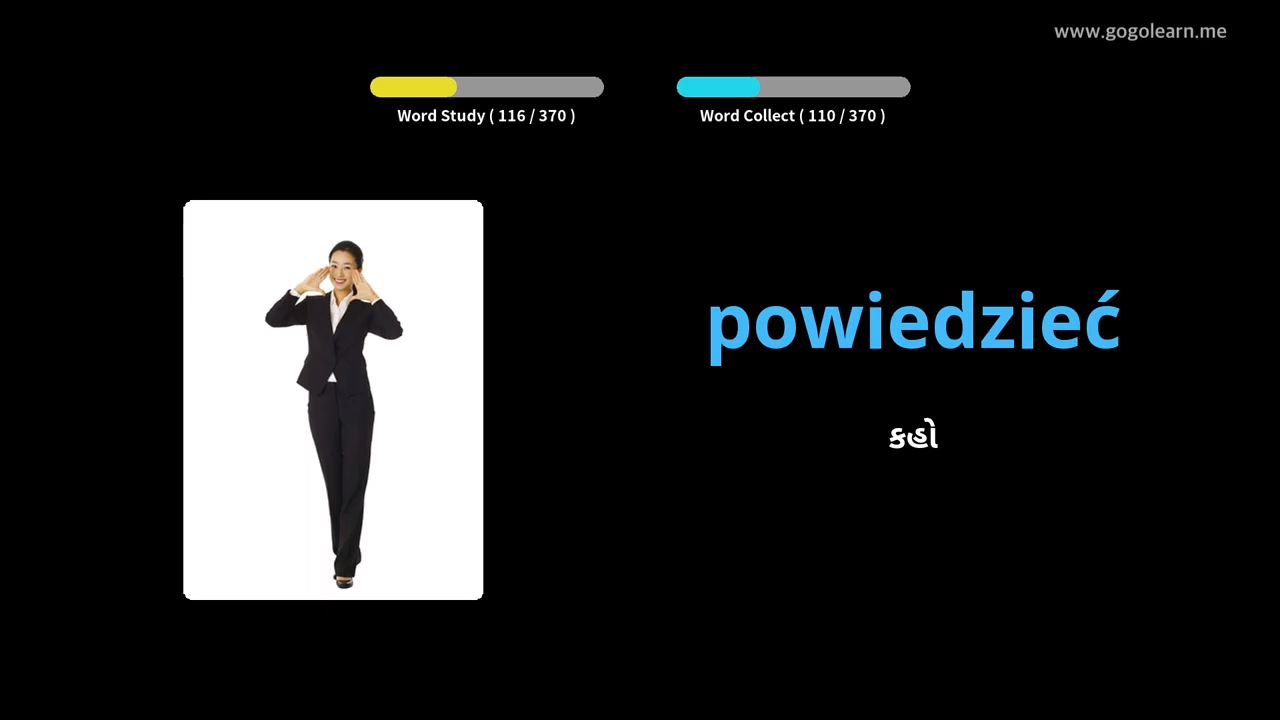 www.gogolearn.me
Word Study ( 116 / 370 )
Word Collect ( 110 / 370 )
powiedzieć
કહો